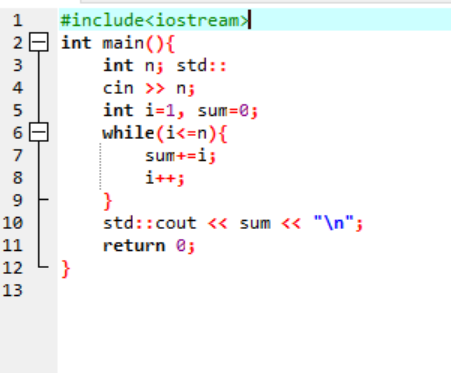 1 #include<iostream>
2 int main(){
3 int n; std::
4 cin >> n;
5 int i=1, sum=0;
6 while(i<=n){
7 sum+=i;
8 i++;
9 }
10 std::cout << sum << "\n";
11 return 0;
12 }
13